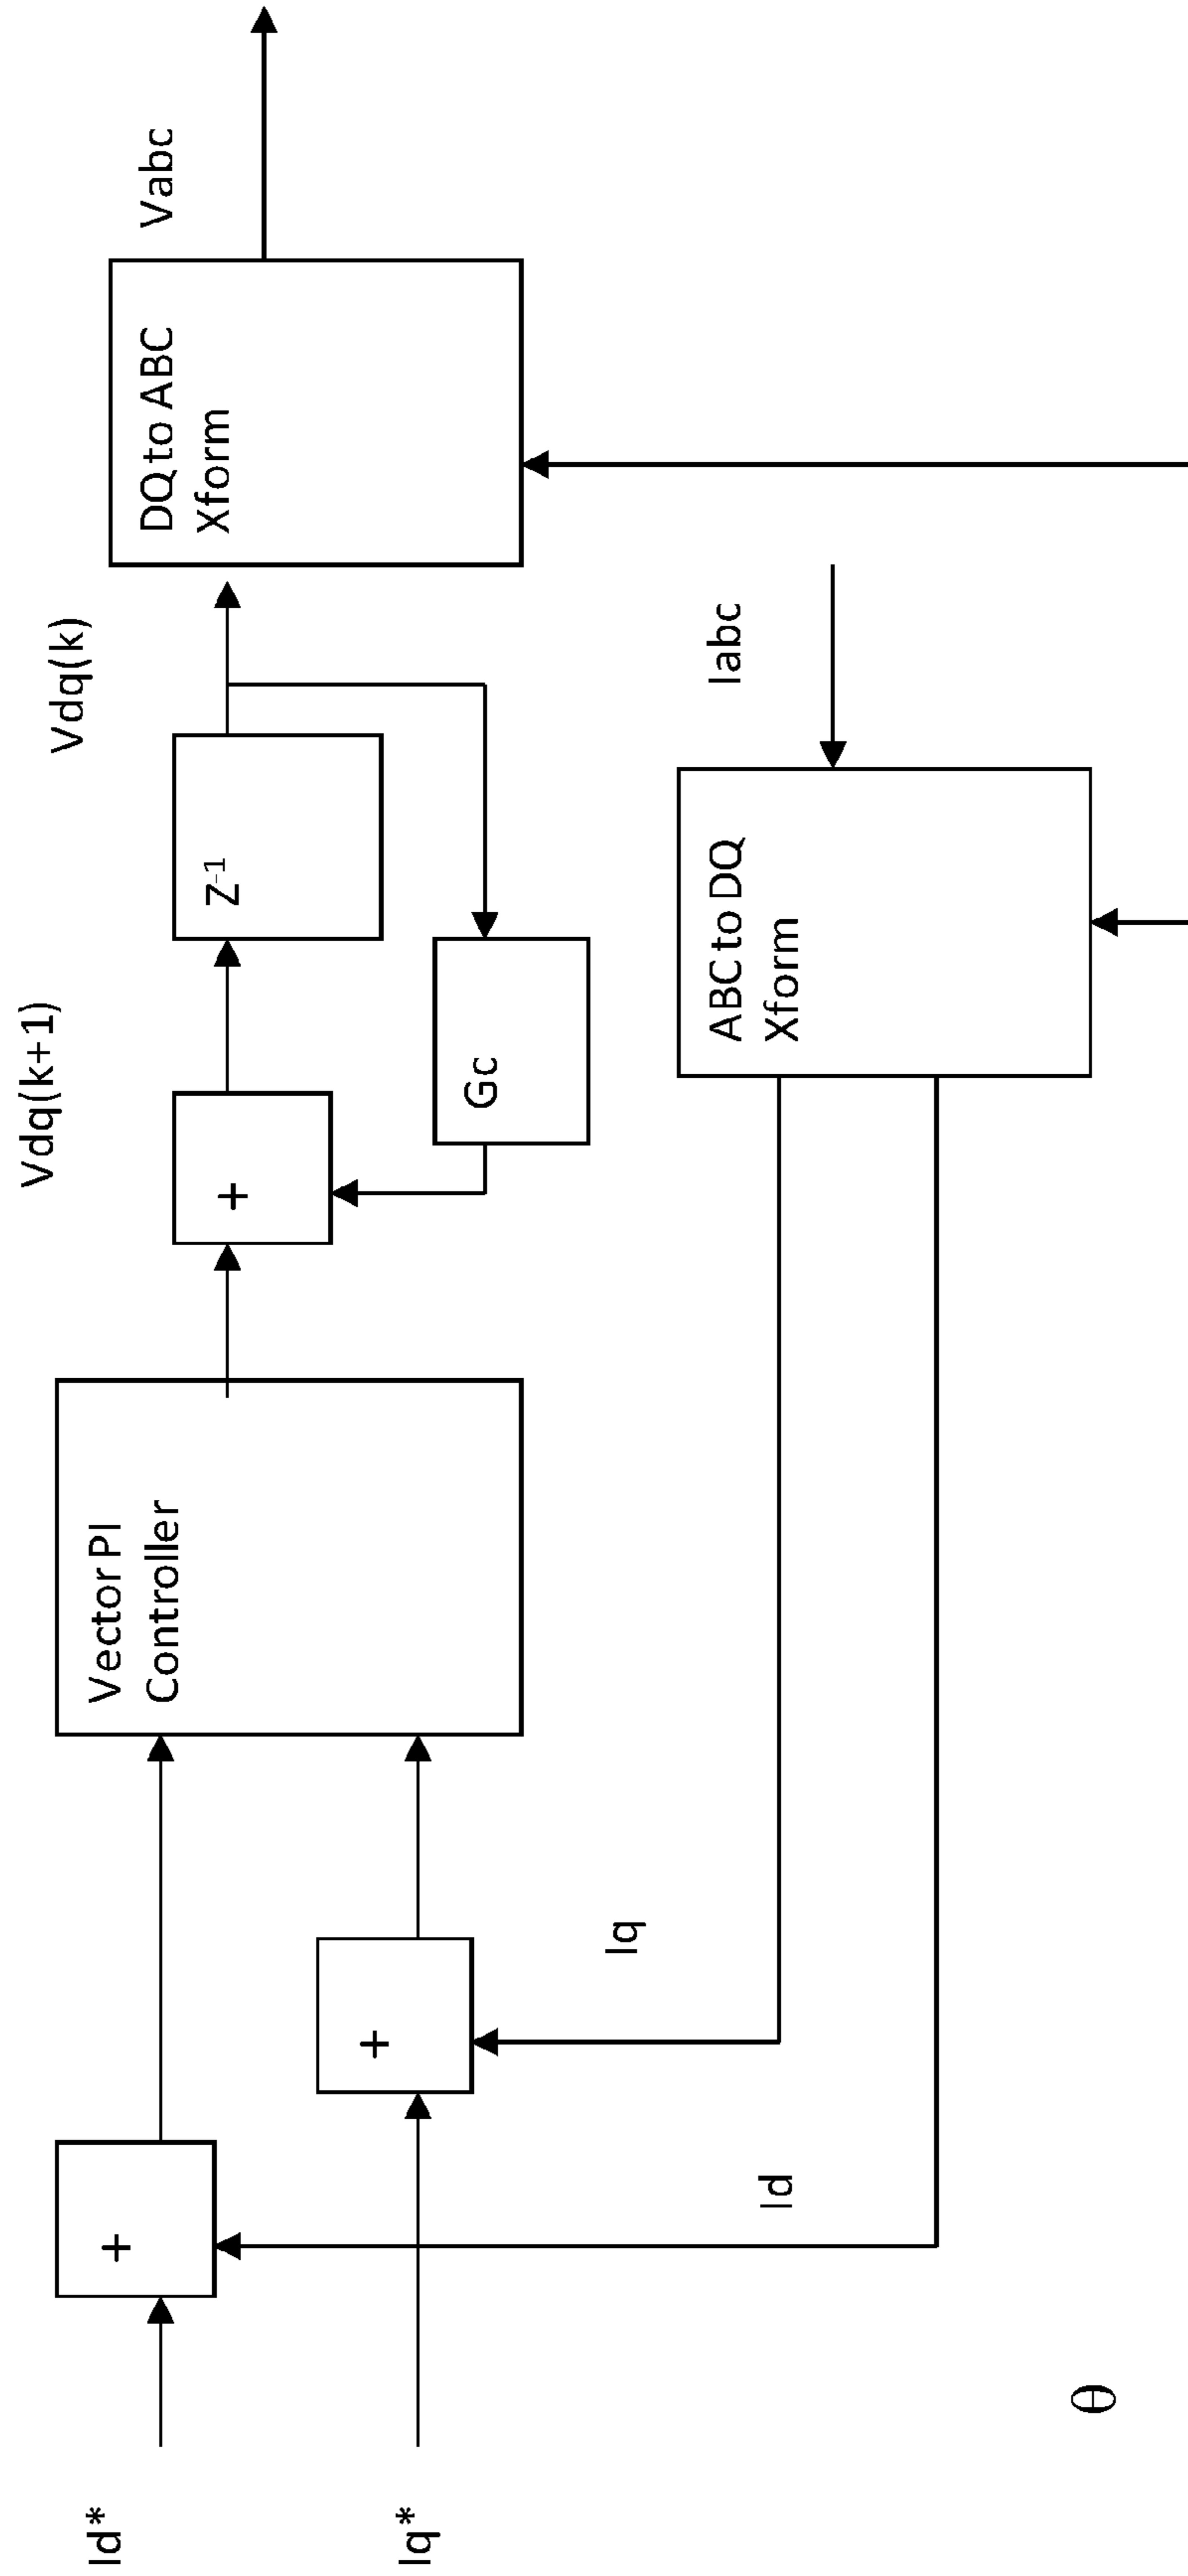 Id*
Iq*
+
+
Id
Iq
Vector PI
Controller
+
Vdq(k+1)
Z-1
Gc
Vdq(k)
DQ to ABC
Xform
Vabc
ABC to DQ
Xform
Iabc
θ